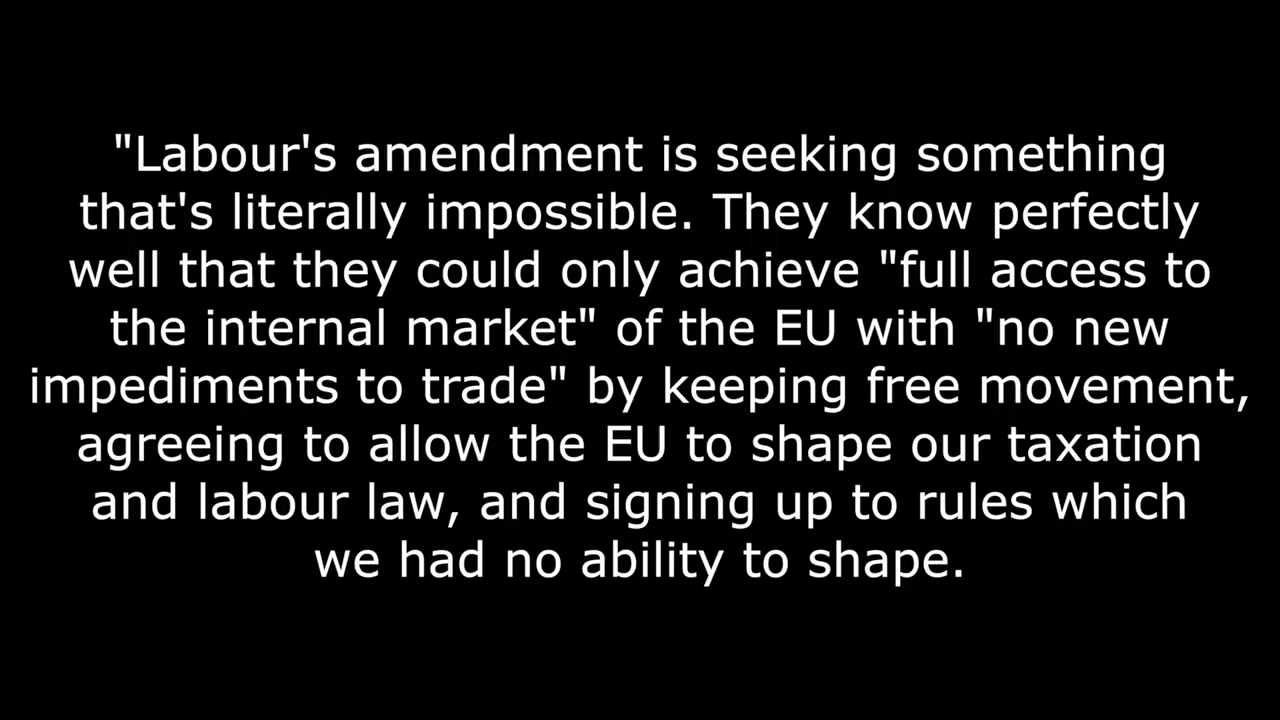 "Labour's amendment is seeking something
that's literally impossible. They know perfectly
well that they could only achieve "full access to
the internal market" of the EU with "no new
impediments to trade" by keeping free movement,
agreeing to allow the EU to shape our taxation
and labour law, and signing up to rules which
we had no ability to shape.